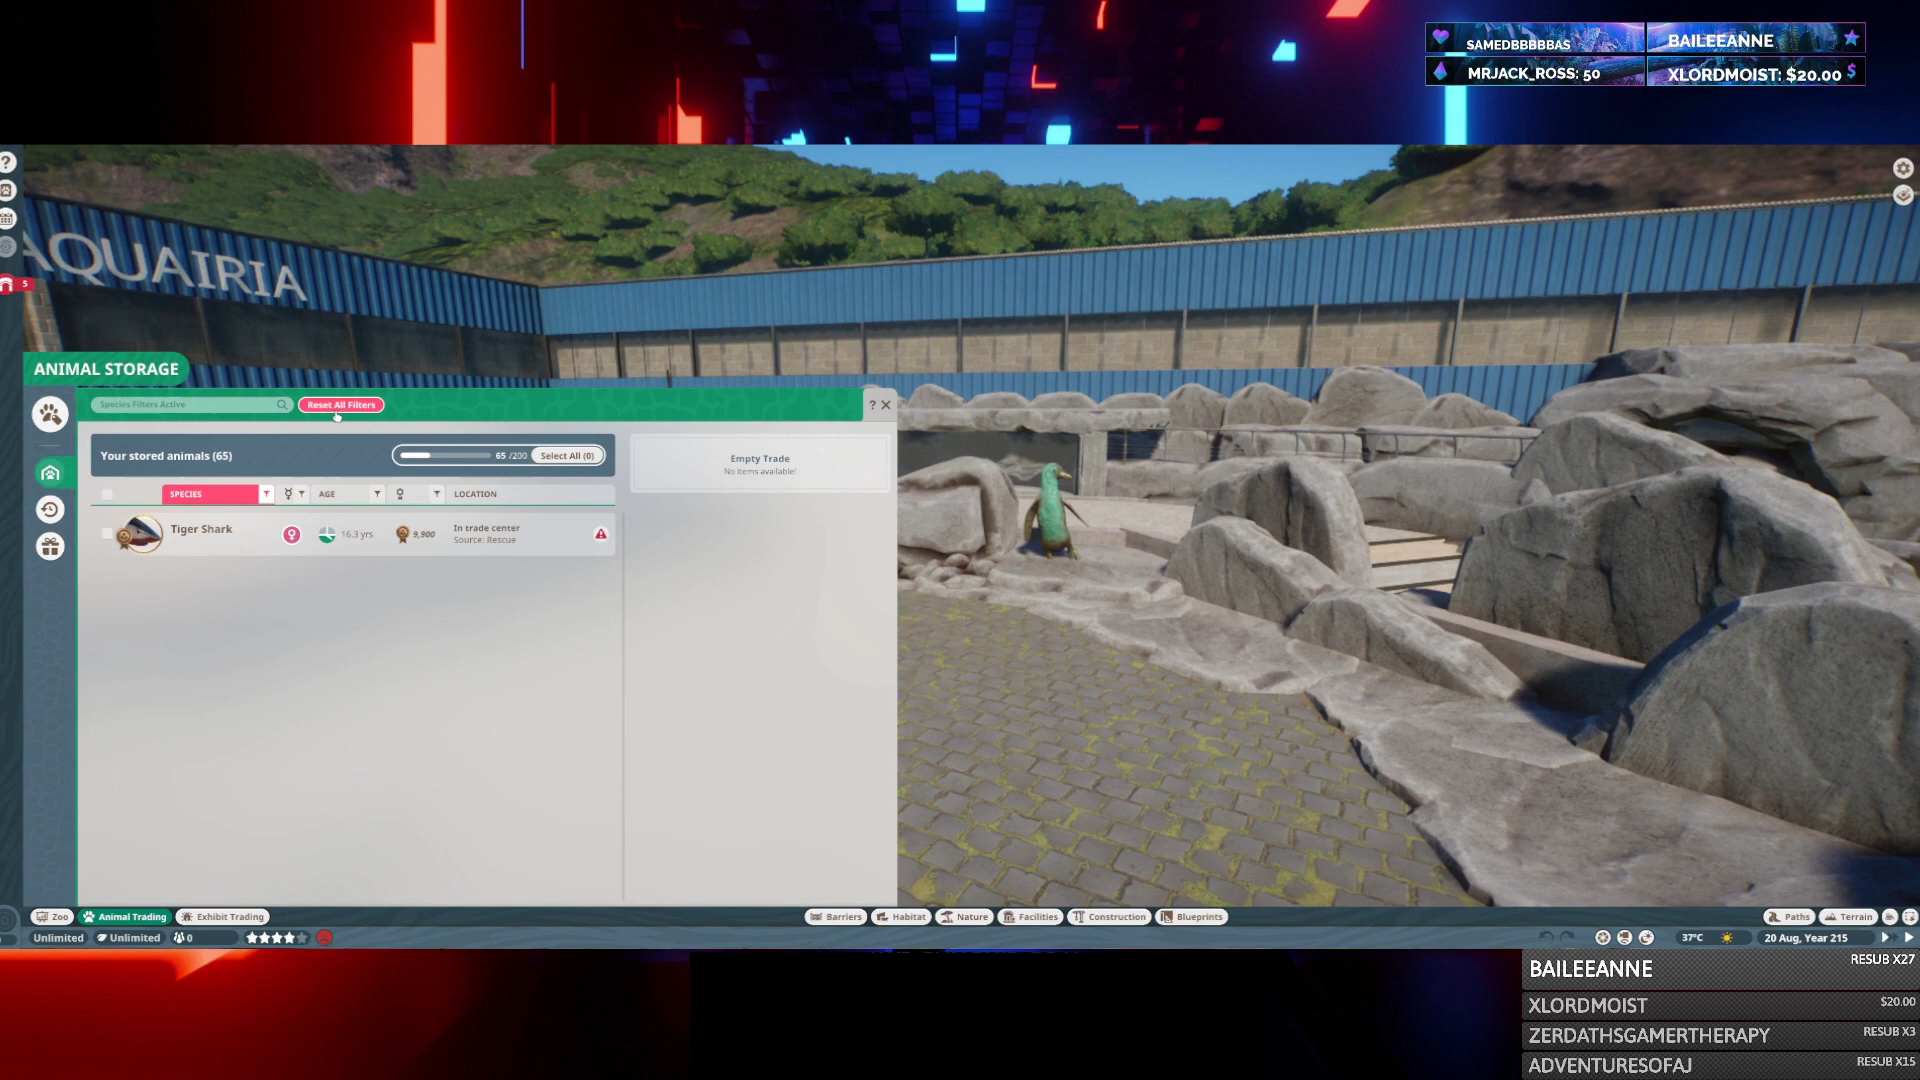 SAMEDBBBBBAS
BAILEEANNE
MRJACK_ROSS: 50
XLORDMOIST: $20.00 $
?
AQUAIRIA
5
ANIMAL STORAGE
Species Filters Active
Reset All Filters
?
Your stored animals (65)
65 /200
Select All (0)
Empty Trade
No items available!
SPECIES
AGE
LOCATION
Tiger Shark
16.3 yrs
9,900
In trade center
Source: Rescue
Zoo
Animal Trading
Exhibit Trading
Barriers
Habitat
Nature
Facilities
Construction
Blueprints
Paths
Terrain
Unlimited
Unlimited
0
37°C
20 Aug, Year 215
BAILEEANNE
RESUB X27
XLORDMOIST
$20.00
ZERDATHSGAMERTHERAPY
RESUB X3
ADVENTURESOFAJ
RESUB X15